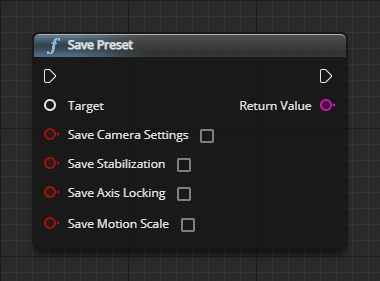 f Save Preset
Target Return Value
Save Camera Settings
Save Stabilization
Save Axis Locking
Save Motion Scale